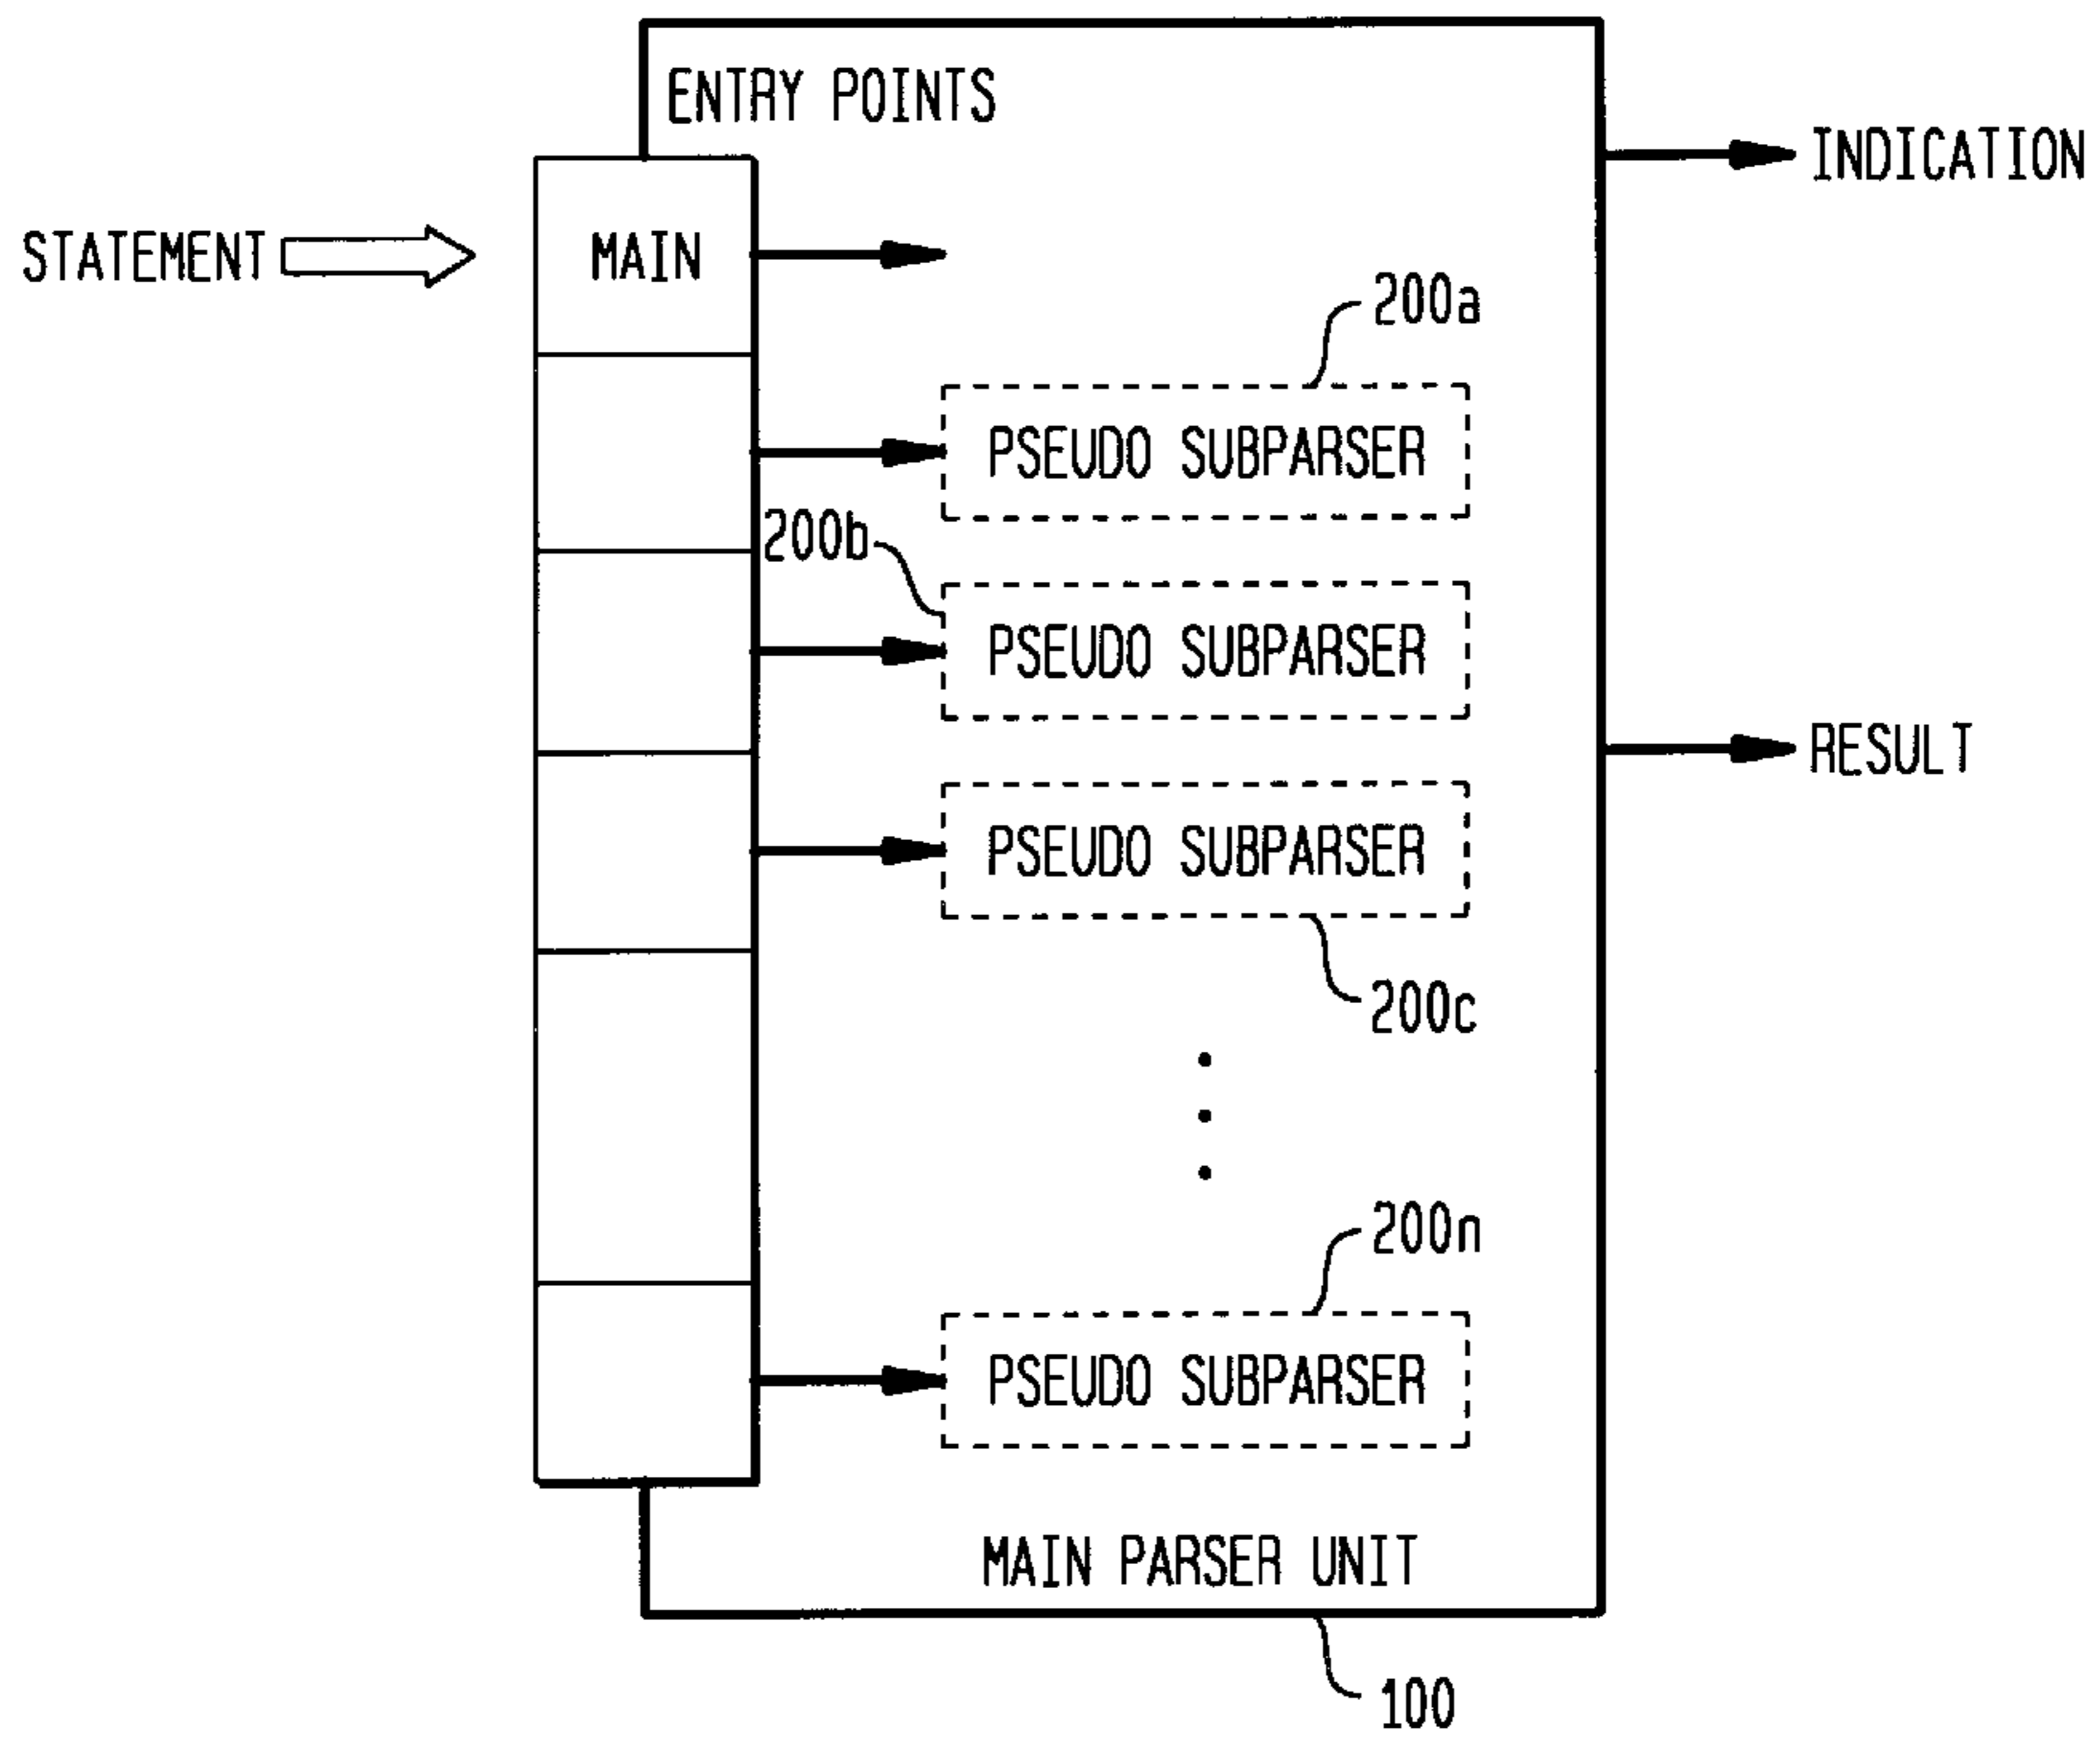 ENTRY POINTS
INDICATION
STATEMENT
MAIN
200a
PSEUDO SUBPARSER
200b
PSEUDO SUBPARSER
RESULT
PSEUDO SUBPARSER
200c
200n
PSEUDO SUBPARSER
MAIN PARSER UNIT
100